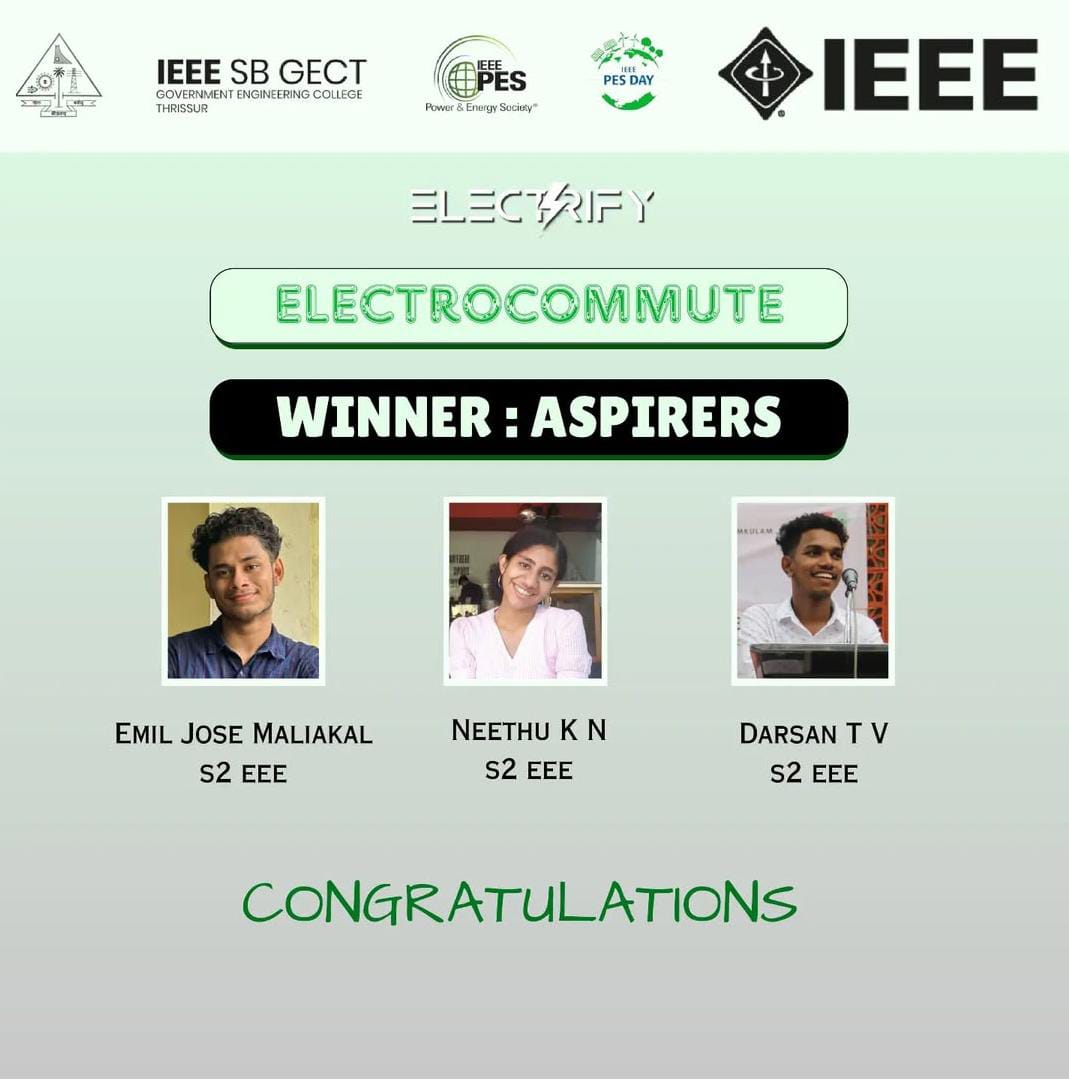 IEEE SB GECT
GOVERNMENT ENGINEERING COLLEGE
THRISSUR
IEEE
PES
Power & Energy Society®
IEEE
PES DAY
IEEE
ELECTRIFY
ELECTROCOMMUTE
WINNER : ASPIRERS
MKULAM
EMIL JOSE MALIAKAL
S2 EEE
NEETHU K N
S2 EEE
DARSAN T V
S2 EEE
CONGRATULATIONS